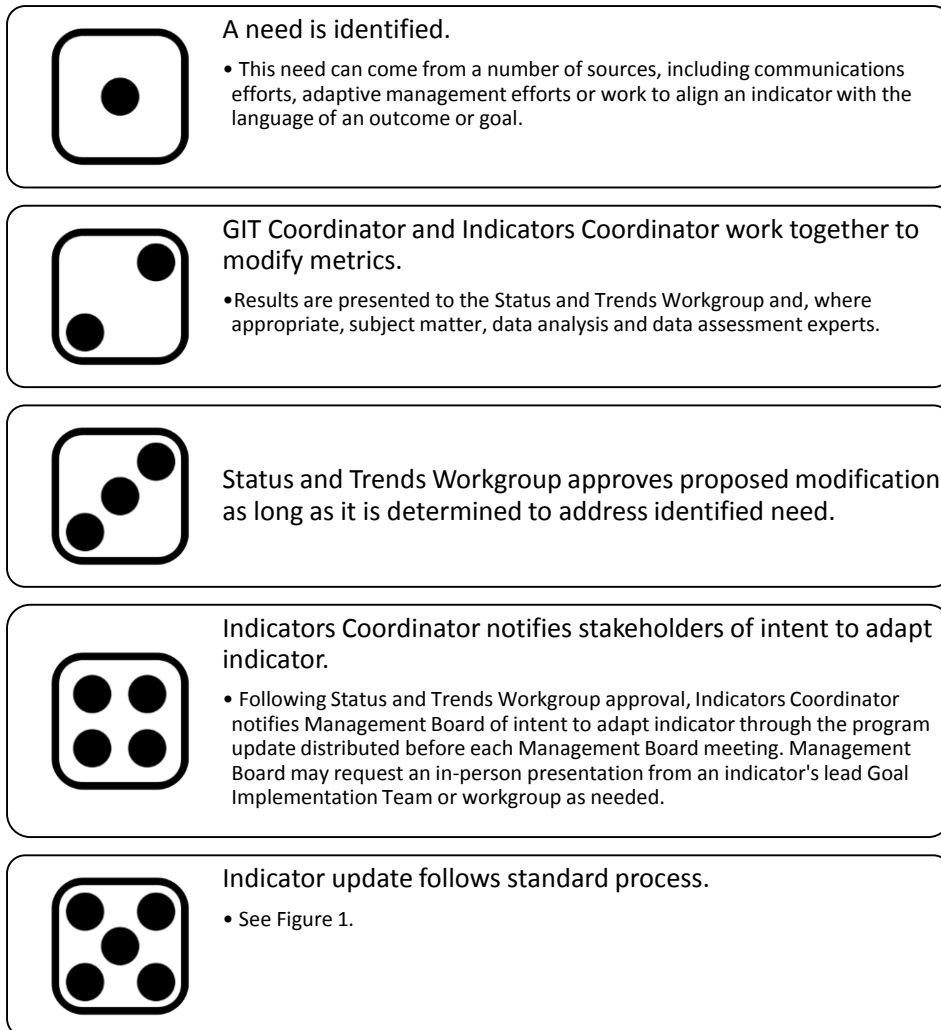 A need is identified.
• This need can come from a number of sources, including communications
efforts, adaptive management efforts or work to align an indicator with the
language of an outcome or goal.
GIT Coordinator and Indicators Coordinator work together to
modify metrics.
•Results are presented to the Status and Trends Workgroup and, where
appropriate, subject matter, data analysis and data assessment experts.
Status and Trends Workgroup approves proposed modification
as long as it is determined to address identified need.
Indicators Coordinator notifies stakeholders of intent to adapt
indicator.
• Following Status and Trends Workgroup approval, Indicators Coordinator
notifies Management Board of intent to adapt indicator through the program
update distributed before each Management Board meeting. Management
Board may request an in-person presentation from an indicator's lead Goal
Implementation Team or workgroup as needed.
Indicator update follows standard process.
• See Figure 1.